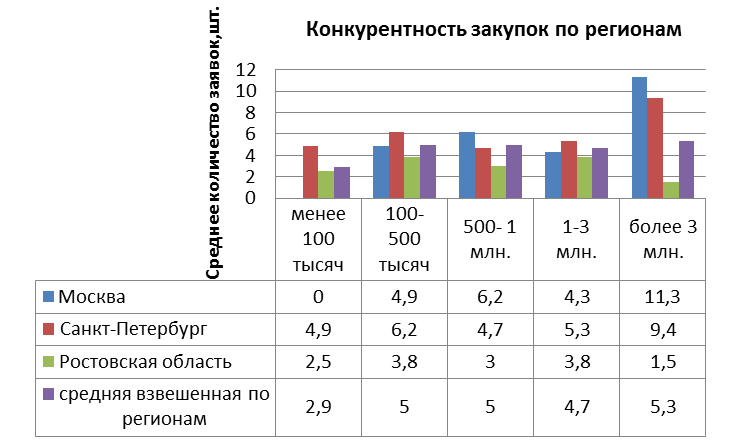 Конкурентность закупок по регионам
Среднее количество заявок,шт.
12
10
8
6
4
2
0
менее 100 тысяч
100- 500 тысяч
500- 1 млн.
1-3 млн.
более 3 млн.
Москва 0 4,9 6,2 4,3 11,3
Санкт-Петербург 4,9 6,2 4,7 5,3 9,4
Ростовская область 2,5 3,8 3 3,8 1,5
средняя взвешенная по
регионам 2,9 5 5 4,7 5,3